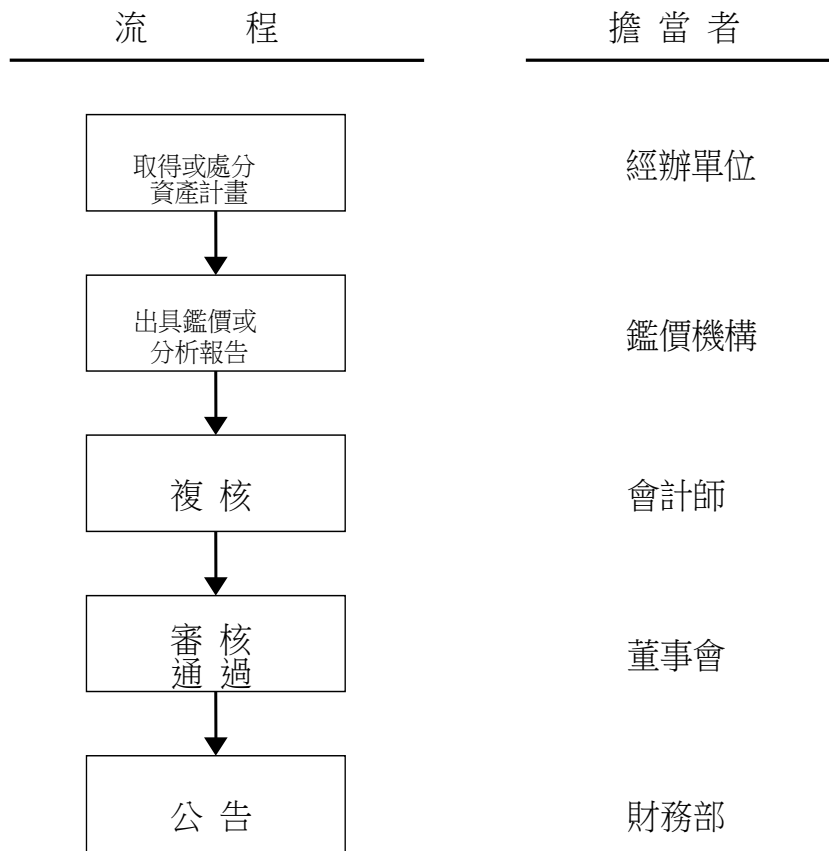 流 程 擔 當 者
取得或處分
資產計畫
經辦單位
出具鑑價或
分析報告
鑑價機構
複 核 會計師
審 核
通 過
董事會
公 告 財務部